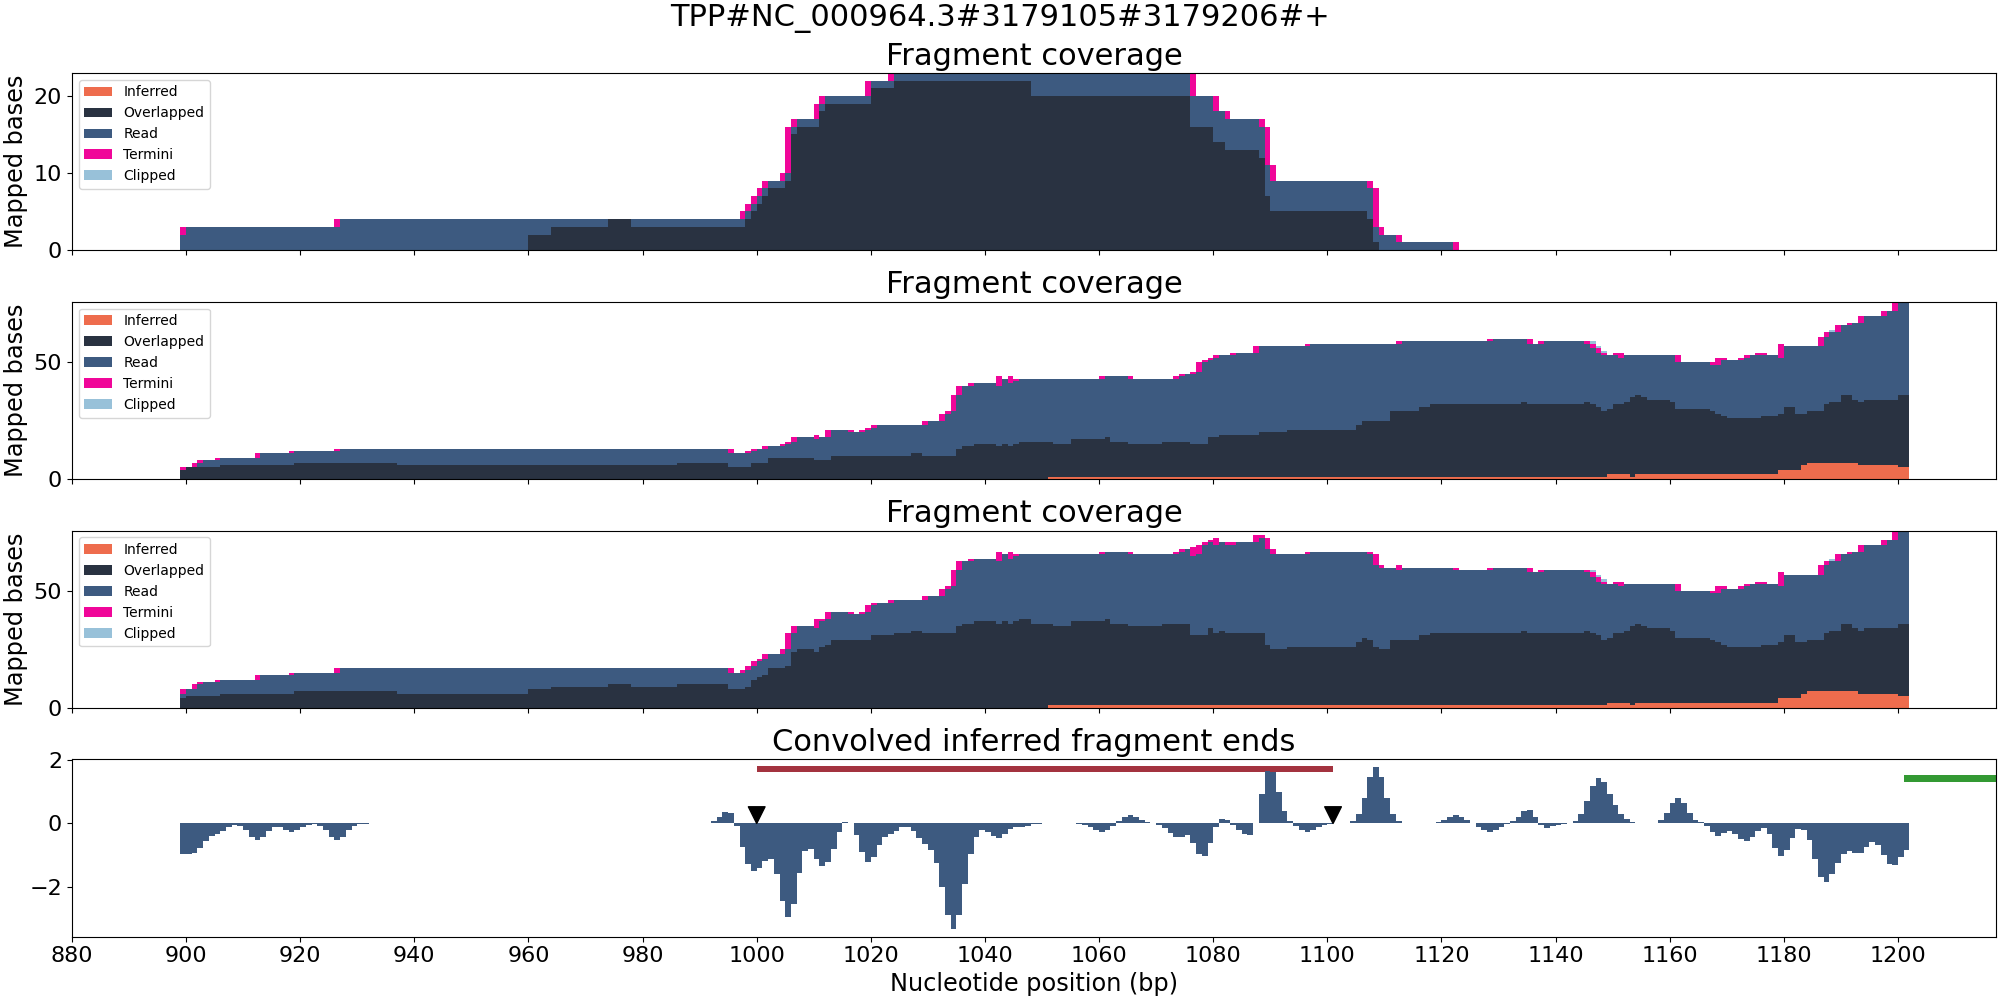 TPP#NC_000964.3#3179105#3179206#+
Fragment coverage
Mapped bases
20
10
0
Inferred
Overlapped
Read
Termini
Clipped
Fragment coverage
Mapped bases
50
0
Inferred
Overlapped
Read
Termini
Clipped
Fragment coverage
Mapped bases
50
0
Inferred
Overlapped
Read
Termini
Clipped
Convolved inferred fragment ends
2
0
−2
880 900 920 940 960 980 1000 1020 1040 1060 1080 1100 1120 1140 1160 1180 1200
Nucleotide position (bp)